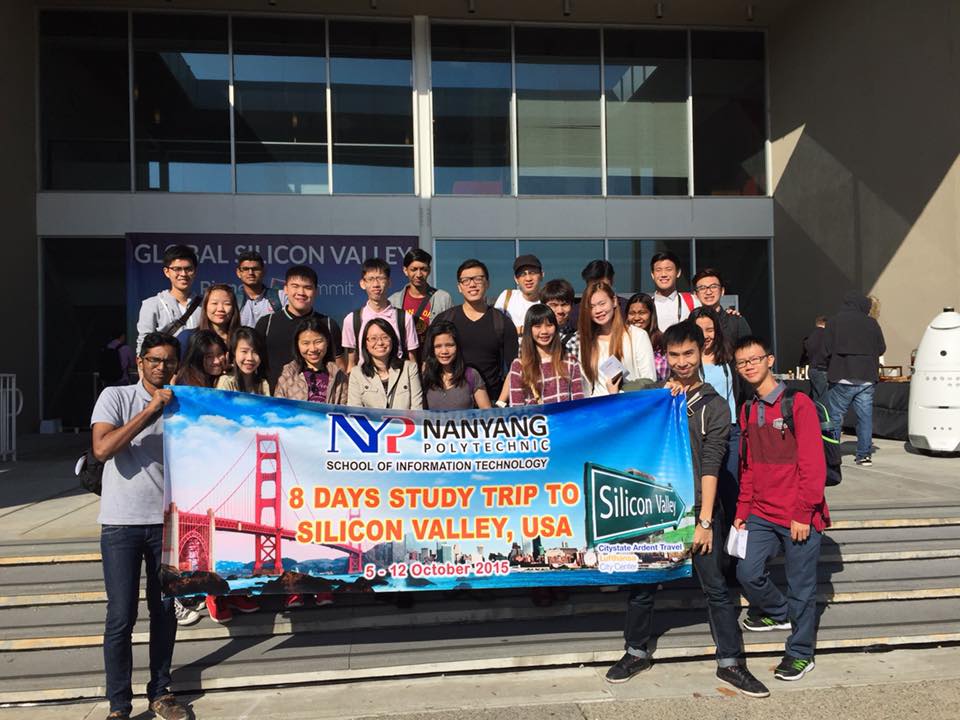 GLOBAL SILICON VALLEY
NYP NANYANG
POLYTECHNIC
SCHOOL OF INFORMATION TECHNOLOGY
8 DAYS STUDY TRIP TO
SILICON VALLEY, USA
Silicon Valley
Citystate Ardent Travel
City Center
5 - 12 October 2015